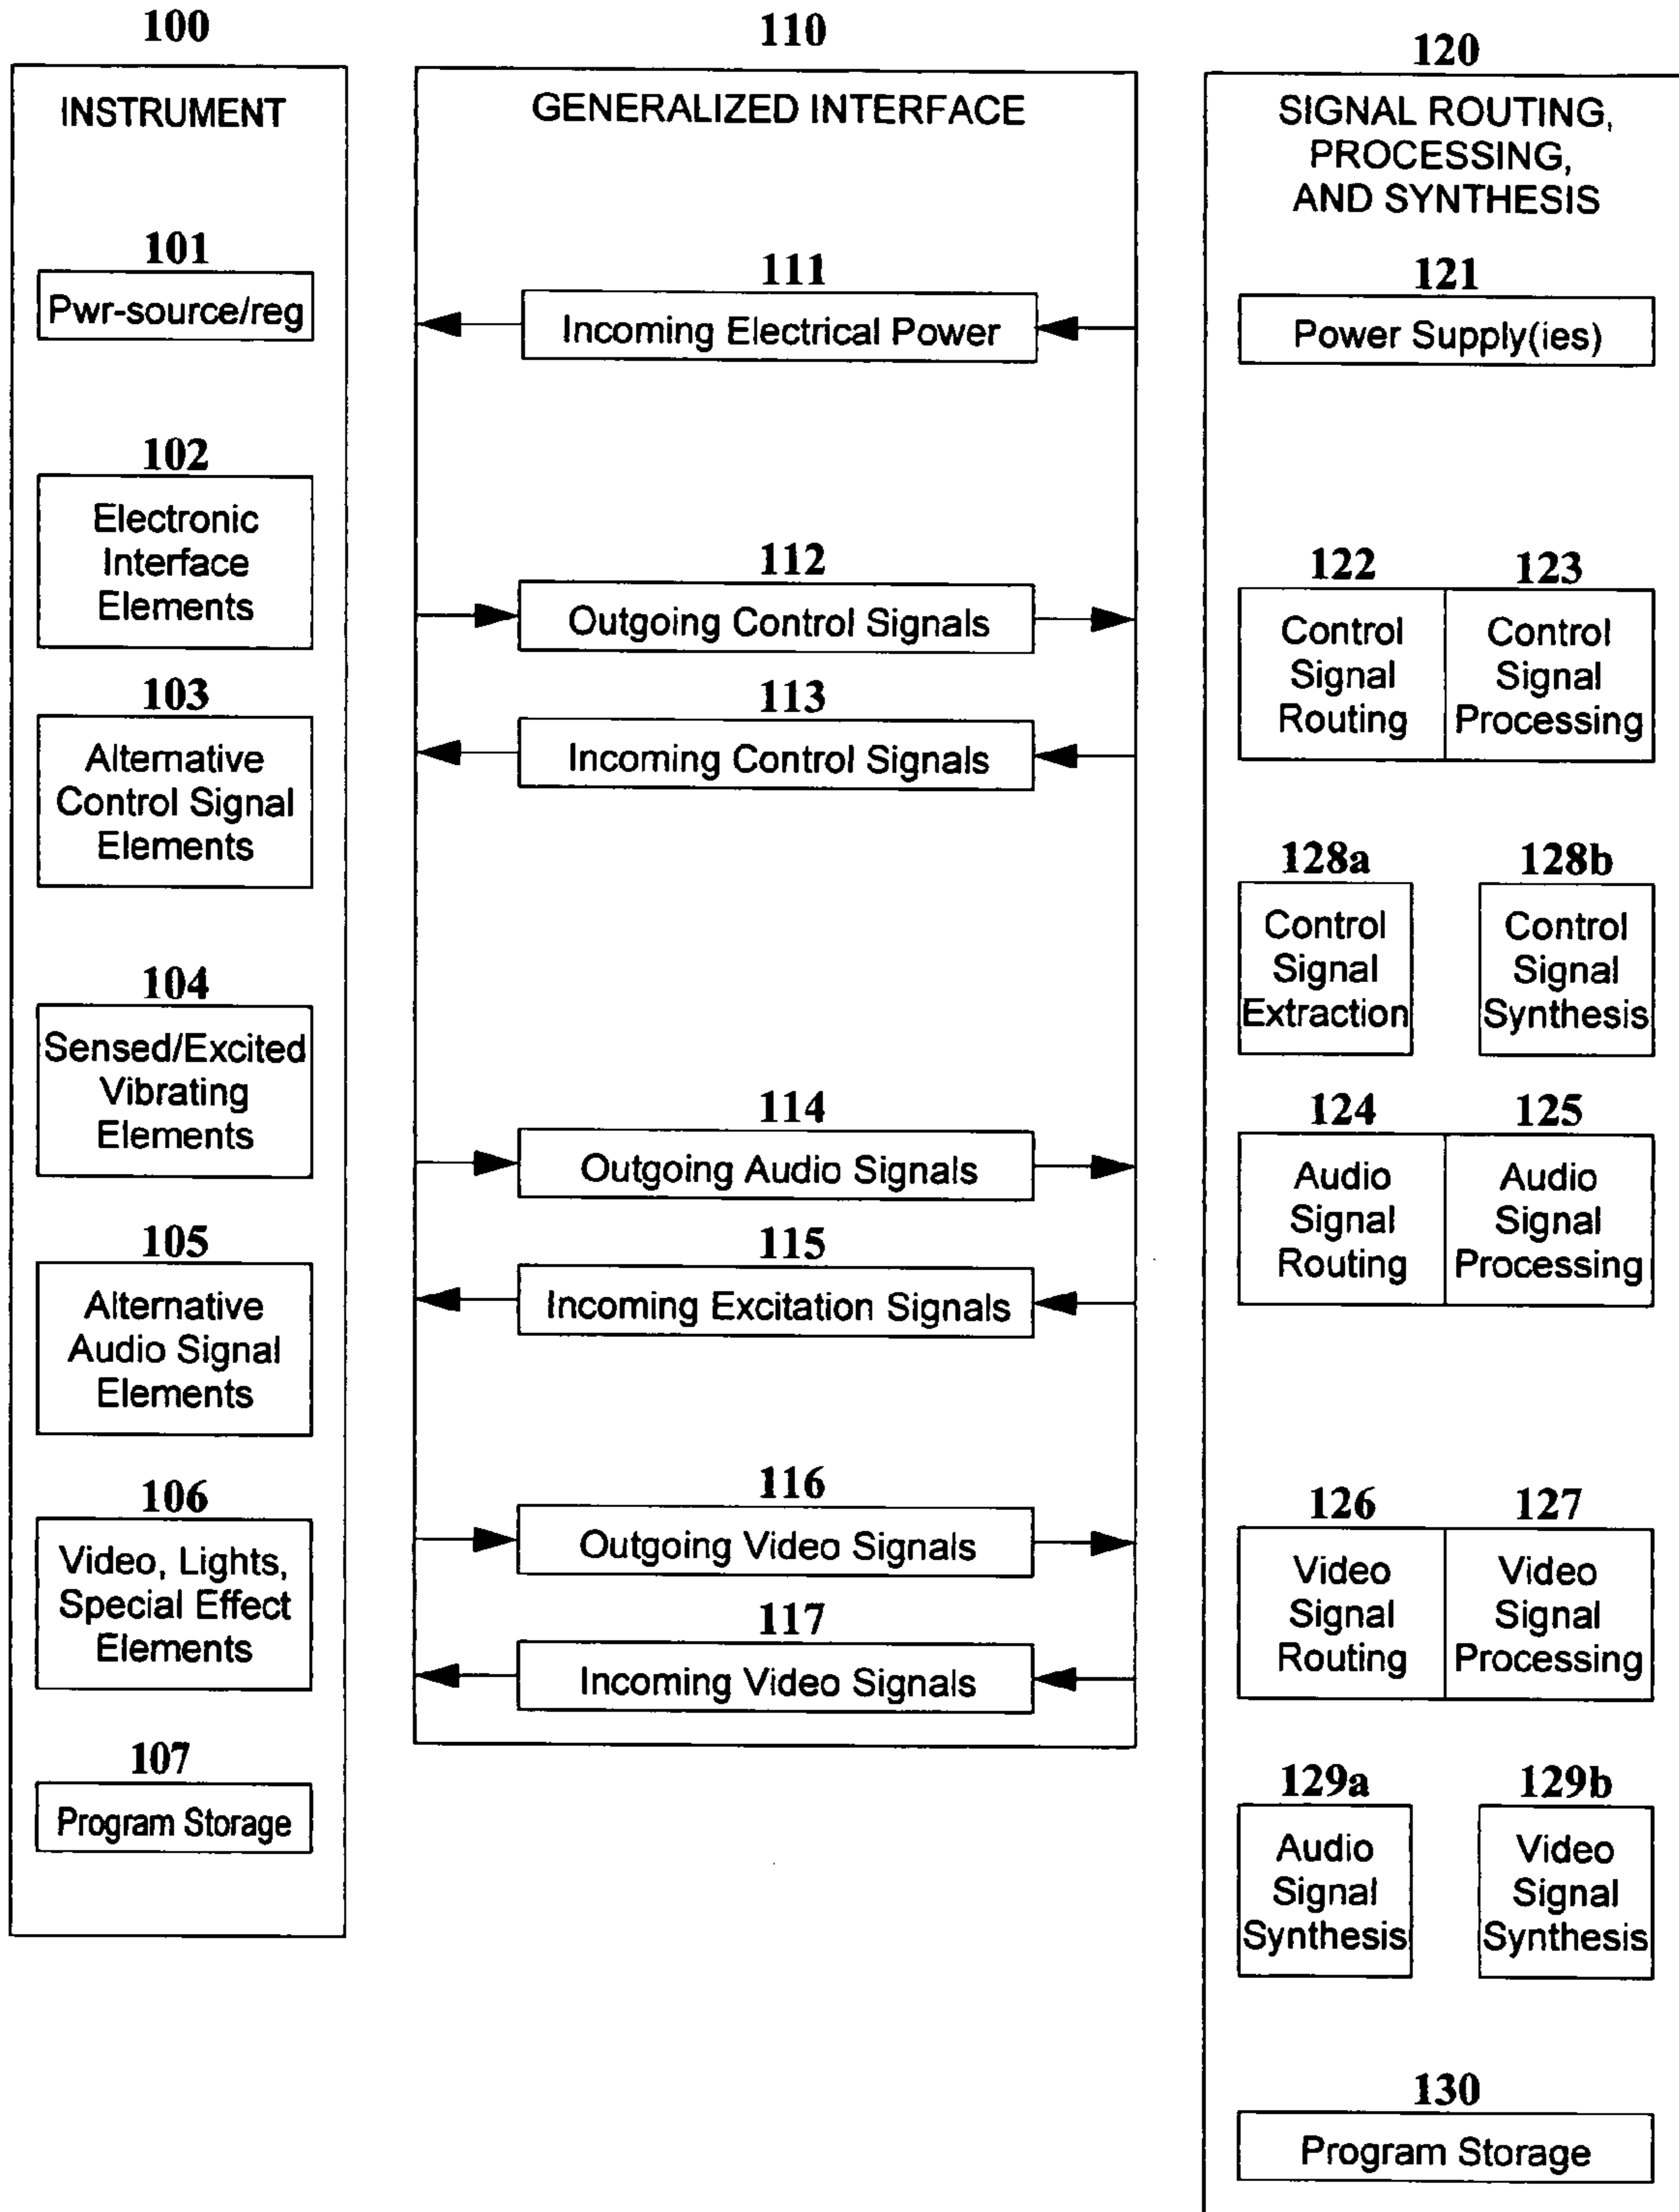 100
INSTRUMENT
101
Pwr-source/reg
102
Electronic
Interface
Elements
103
Alternative
Control Signal
Elements
104
Sensed/Excited
Vibrating
Elements
105
Alternative
Audio Signal
Elements
106
Video, Lights,
Special Effect
Elements
107
Program Storage
110
GENERALIZED INTERFACE
111
Incoming Electrical Power
112
Outgoing Control Signals
113
Incoming Control Signals
114
Outgoing Audio Signals
115
Incoming Excitation Signals
116
Outgoing Video Signals
117
Incoming Video Signals
120
SIGNAL ROUTING,
PROCESSING,
AND SYNTHESIS
121
Power Supply(ies)
122
Control
Signal
Routing
123
Control
Signal
Processing
128a
Control
Signal
Extraction
128b
Control
Signal
Synthesis
124
Audio
Signal
Routing
125
Audio
Signal
Processing
126
Video
Signal
Routing
127
Video
Signal
Processing
129a
Audio
Signal
Synthesis
129b
Video
Signal
Synthesis
130
Program Storage